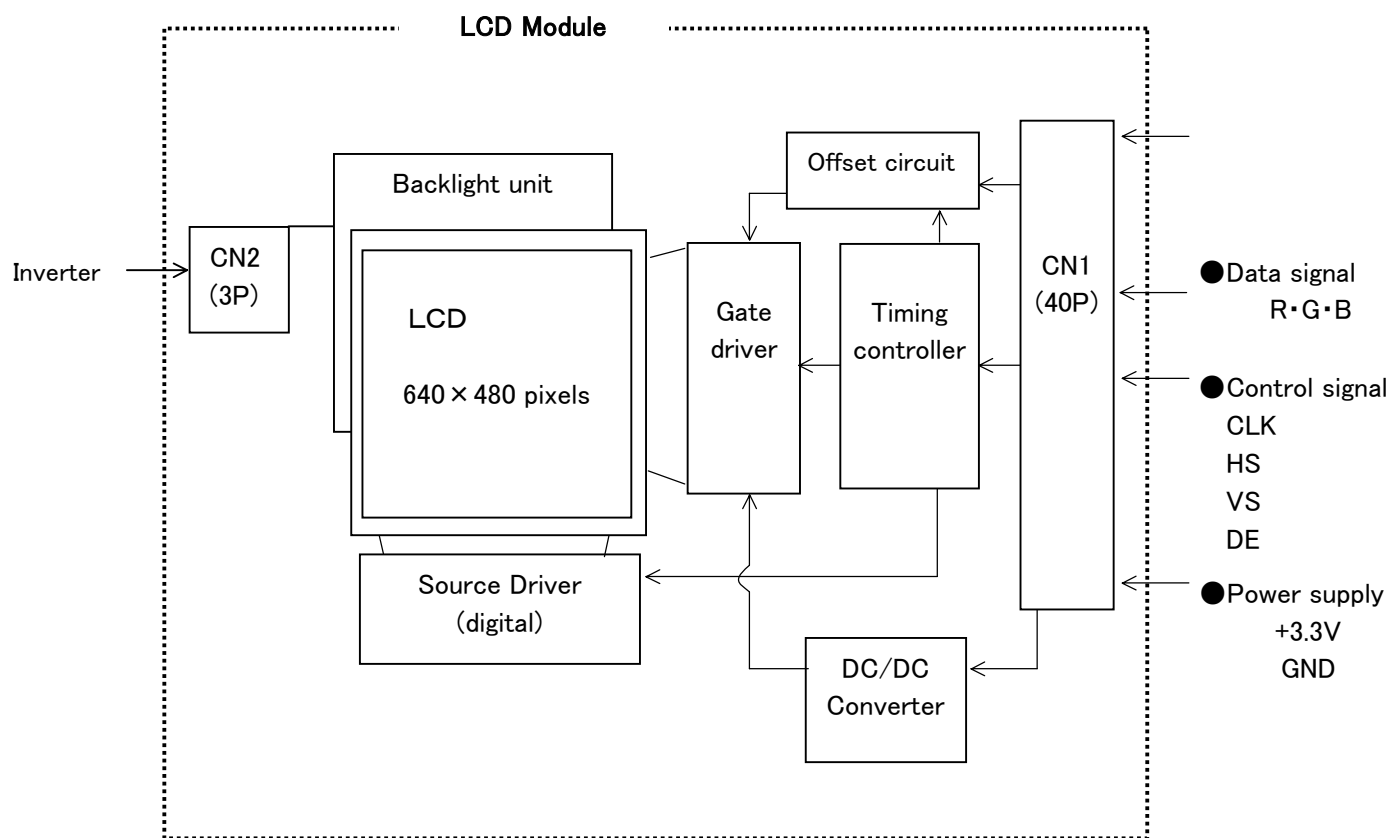 LCD Module
Offset circuit
Backlight unit
Inverter
CN2
(3P)
LCD
640×480 pixels
Gate
driver
Timing
controller
CN1
(40P)
●Data signal
R・G・B
●Control signal
CLK
HS
VS
DE
Source Driver
(digital)
DC/DC
Converter
●Power supply
+3.3V
GND